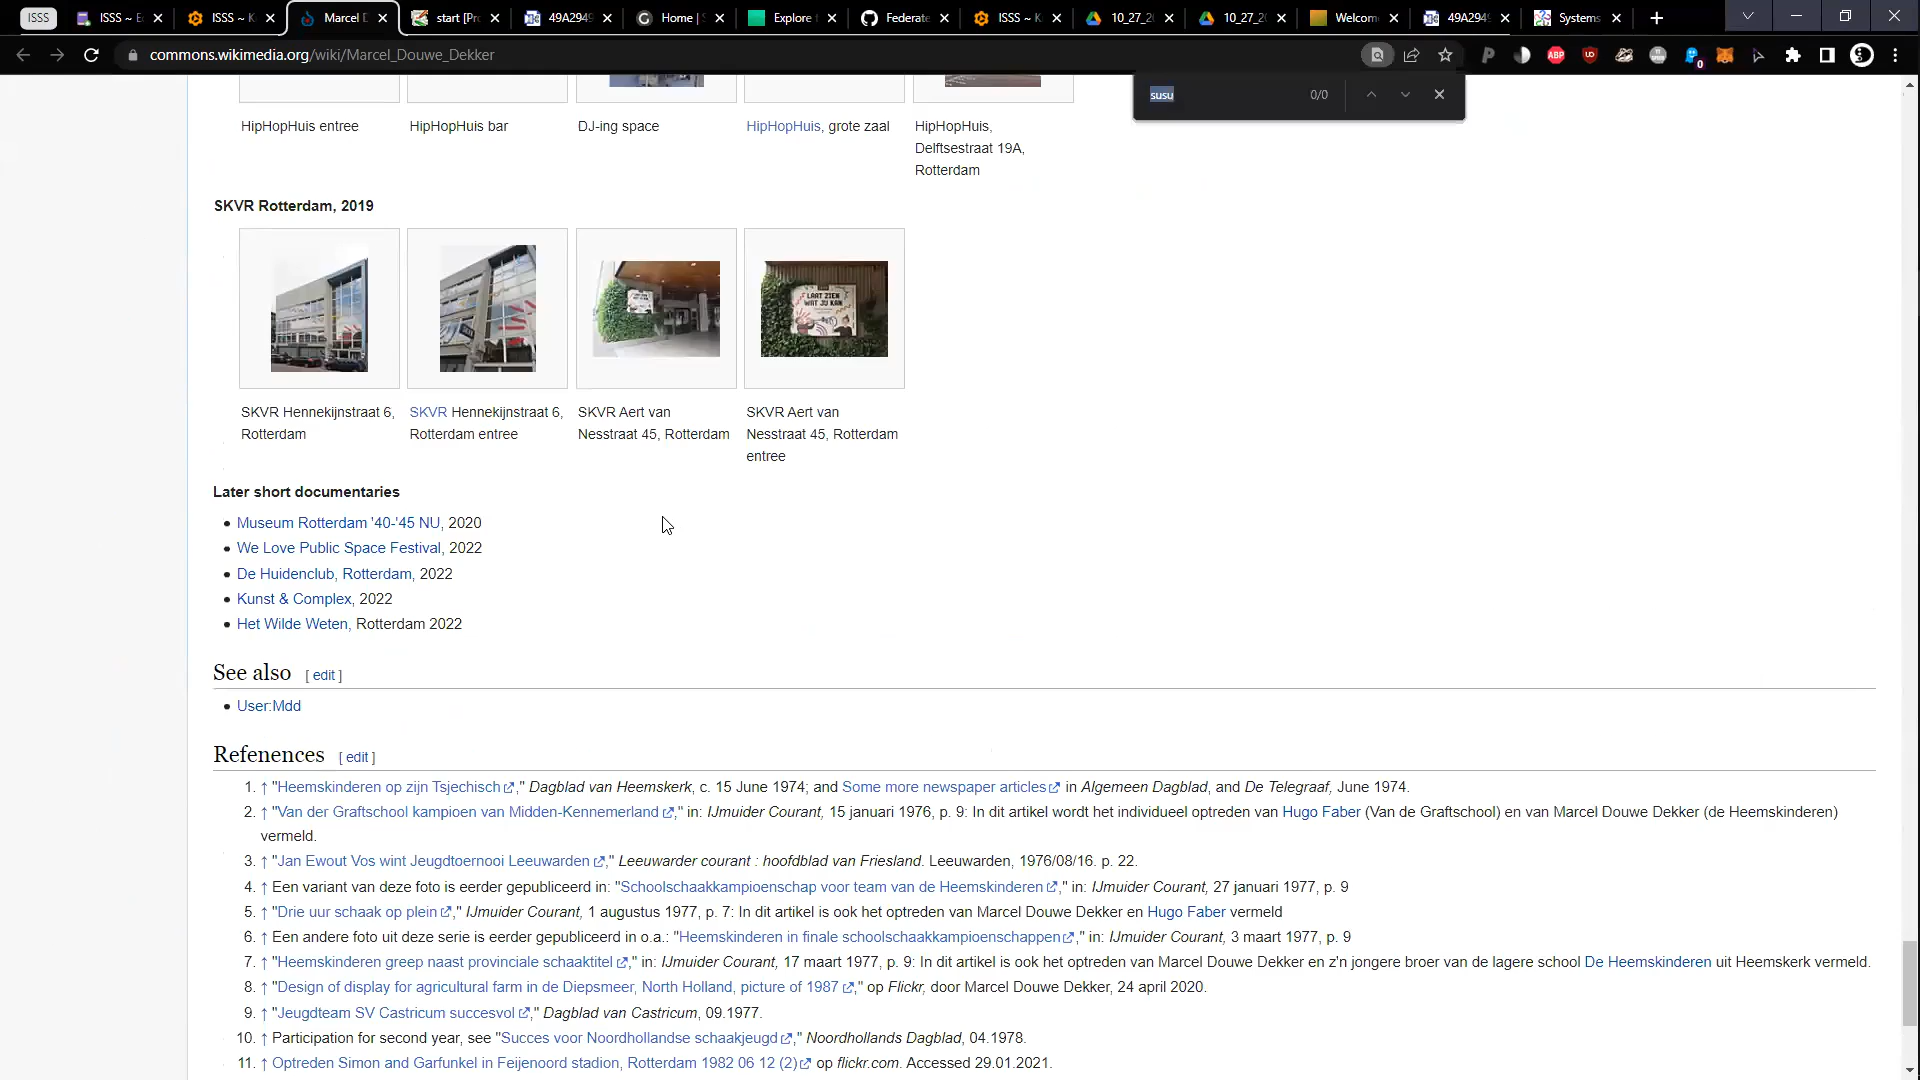 ISSS
ISSS ~ E
ISSS ~ K
Marcel D
start [Pr
49A2949
Home | S
Explore
Federate
ISSS ~ K
10_27_2
10_27_2
Welcom
49A2949
Systems
commons.wikimedia.org/wiki/Marcel_Douwe_Dekker
ABP
0
susu
0/0
HipHopHuis entree
HipHopHuis bar
DJ-ing space
HipHopHuis, grote zaal
HipHopHuis,
Delftsestraat 19A,
Rotterdam
SKVR Rotterdam, 2019
LAAT ZIEN
WAT JIJ KAN
SKVR Hennekijnstraat 6,
Rotterdam
SKVR Hennekijnstraat 6,
Rotterdam entree
SKVR Aert van
Nesstraat 45, Rotterdam
SKVR Aert van
Nesstraat 45, Rotterdam
entree
Later short documentaries
• Museum Rotterdam '40-'45 NU, 2020
• We Love Public Space Festival, 2022
• De Huidenclub, Rotterdam, 2022
• Kunst & Complex, 2022
• Het Wilde Weten, Rotterdam 2022
See also [ edit ]
• User:Mdd
Refenences [ edit ]
1. ↑ "Heemskinderen op zijn Tsjechisch," Dagblad van Heemskerk, c. 15 June 1974; and Some more newspaper articles in Algemeen Dagblad, and De Telegraaf, June 1974.
2. ↑ "Van der Graftschool kampioen van Midden-Kennemerland," in: IJmuider Courant, 15 januari 1976, p. 9: In dit artikel wordt het individueel optreden van Hugo Faber (Van de Graftschool) en van Marcel Douwe Dekker (de Heemskinderen)
vermeld.
3. ↑ "Jan Ewout Vos wint Jeugdtoernooi Leeuwarden," Leeuwarder courant : hoofdblad van Friesland. Leeuwarden, 1976/08/16. p. 22.
4. ↑ Een variant van deze foto is eerder gepubliceerd in: "Schoolschaakkampioenschap voor team van de Heemskinderen," in: IJmuider Courant, 27 januari 1977, p. 9
5. ↑ "Drie uur schaak op plein," IJmuider Courant, 1 augustus 1977, p. 7: In dit artikel is ook het optreden van Marcel Douwe Dekker en Hugo Faber vermeld
6. ↑ Een andere foto uit deze serie is eerder gepubliceerd in o.a.: "Heemskinderen in finale schoolschaakkampioenschappen," in: IJmuider Courant, 3 maart 1977, p. 9
7. ↑ "Heemskinderen greep naast provinciale schaaktitel," in: IJmuider Courant, 17 maart 1977, p. 9: In dit artikel is ook het optreden van Marcel Douwe Dekker en z'n jongere broer van de lagere school De Heemskinderen uit Heemskerk vermeld.
8. ↑ "Design of display for agricultural farm in de Diepsmeer, North Holland, picture of 1987," op Flickr, door Marcel Douwe Dekker, 24 april 2020.
9. ↑ "Jeugdteam SV Castricum succesvol," Dagblad van Castricum, 09.1977.
10. ↑ Participation for second year, see "Succes voor Noordhollandse schaakjeugd," Noordhollands Dagblad, 04.1978.
11. ↑ Optreden Simon and Garfunkel in Feijenoord stadion, Rotterdam 1982 06 12 (2) op flickr.com. Accessed 29.01.2021.